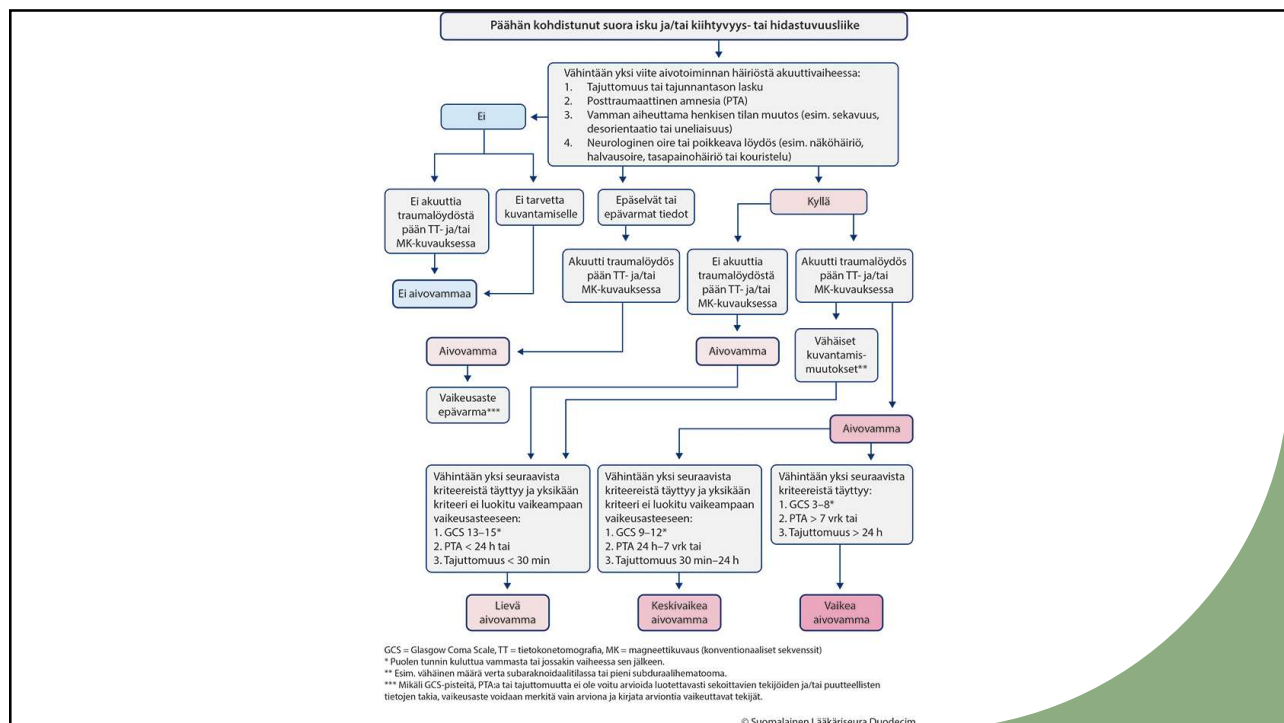 Päähän kohdistunut suora isku ja/tai kiihtyvyys- tai hidastuvuusliike
Vähintään yksi viite aivotoiminnan häiriöstä akuuttivaiheessa:
1. Tajuttomuus tai tajunnantason lasku
2. Posttraumaattinen amnesia (PTA)
3. Vamman aiheuttama henkisen tilan muutos (esim. sekavuus,
desorientaatio tai uneliaisuus)
4. Neurologinen oire tai poikkeava löydös (esim. näköhäiriö,
halvausoire, tasapainohäiriö tai kouristelu)
Ei
Ei akuuttia
traumalöydöstä
pään TT- ja/tai
MK-kuvauksessa
Ei tarvetta
kuvantamiselle
Epäselvät tai
epävarmat tiedot
Kyllä
Ei aivovammaa
Akuutti traumalöydös
pään TT- ja/tai
MK-kuvauksessa
Ei akuuttia
traumalöydöstä
pään TT- ja/tai
MK-kuvauksessa
Akuutti traumalöydös
pään TT- ja/tai
MK-kuvauksessa
Aivovamma
Aivovamma
Vähäiset
kuvantamis-
muutokset**
Vaikeusaste
epävarma***
Aivovamma
Vähintään yksi seuraavista
kriteereistä täyttyy ja yksikään
kriteeri ei luokitu vaikeampaan
vaikeusasteeseen:
1. GCS 13–15*
2. PTA < 24 h tai
3. Tajuttomuus < 30 min
Vähintään yksi seuraavista
kriteereistä täyttyy ja yksikään
kriteeri ei luokitu vaikeampaan
vaikeusasteeseen:
1. GCS 9–12*
2. PTA 24 h–7 vrk tai
3. Tajuttomuus 30 min–24 h
Vähintään yksi seuraavista
kriteereistä täyttyy:
1. GCS 3–8*
2. PTA > 7 vrk tai
3. Tajuttomuus > 24 h
Lievä
aivovamma
Keskivaikea
aivovamma
Vaikea
aivovamma
GCS = Glasgow Coma Scale, TT = tietokonetomografia, MK = magneettikuvaus (konventionaaliset sekvenssit)
* Puolen tunnin kuluttua vammasta tai jossakin vaiheessa sen jälkeen.
** Esim. vähäinen määrä verta subaraknoidaalitilassa tai pieni subduraalihematooma.
*** Mikäli GCS-pisteitä, PTA:a tai tajuttomuutta ei ole voitu arvioida luotettavasti sekoittavien tekijöiden ja/tai puutteellisten
tietojen takia, vaikeusaste voidaan merkitä vain arviona ja kirjata arviontia vaikeuttavat tekijät.
© Suomalainen Lääkäriseura Duodecim